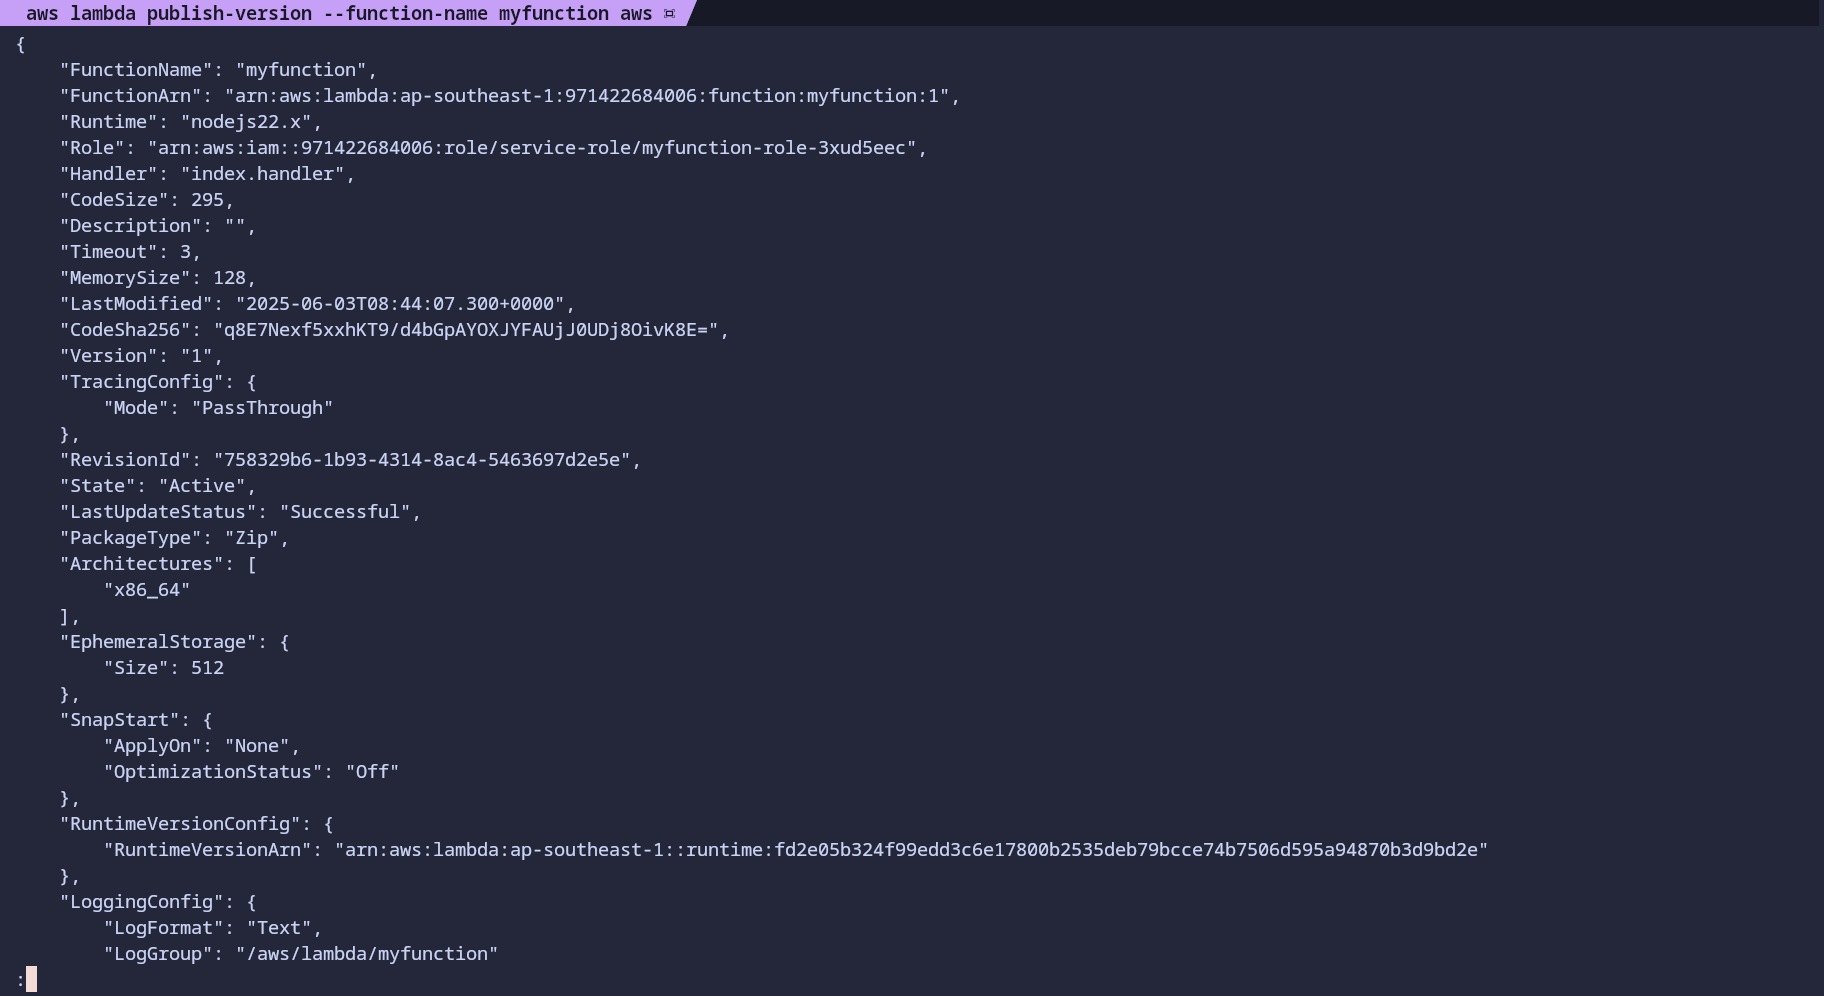 aws lambda publish-version --function-name myfunction aws
{
    "FunctionName": "myfunction",
    "FunctionArn": "arn:aws:lambda:ap-southeast-1:971422684006:function:myfunction:1",
    "Runtime": "nodejs22.x",
    "Role": "arn:aws:iam::971422684006:role/service-role/myfunction-role-3xud5eec",
    "Handler": "index.handler",
    "CodeSize": 295,
    "Description": "",
    "Timeout": 3,
    "MemorySize": 128,
    "LastModified": "2025-06-03T08:44:07.300+0000",
    "CodeSha256": "q8E7Nexf5xxhKT9/d4bGpAYOXJYFAUjJ0UDj8OivK8E=",
    "Version": "1",
    "TracingConfig": {
        "Mode": "PassThrough"
    },
    "RevisionId": "758329b6-1b93-4314-8ac4-5463697d2e5e",
    "State": "Active",
    "LastUpdateStatus": "Successful",
    "PackageType": "Zip",
    "Architectures": [
        "x86_64"
    ],
    "EphemeralStorage": {
        "Size": 512
    },
    "SnapStart": {
        "ApplyOn": "None",
        "OptimizationStatus": "Off"
    },
    "RuntimeVersionConfig": {
        "RuntimeVersionArn": "arn:aws:lambda:ap-southeast-1::runtime:fd2e05b324f99edd3c6e17800b2535deb79bcce74b7506d595a94870b3d9bd2e"
    },
    "LoggingConfig": {
        "LogFormat": "Text",
        "LogGroup": "/aws/lambda/myfunction"
: